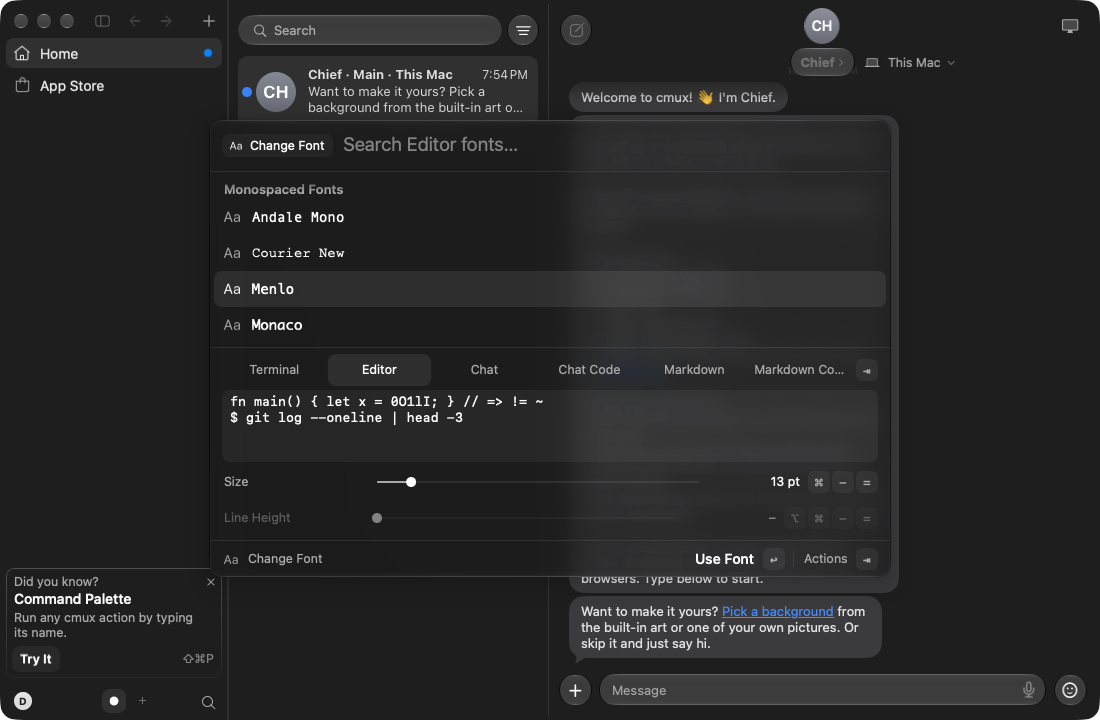 Home
App Store
Search
CH
Chief · Main · This Mac
7:54 PM
Want to make it yours? Pick a
background from the built-in art o...
CH
Chief
This Mac
Welcome to cmux! 👋 I'm Chief.
Aa Change Font
Search Editor fonts...
Monospaced Fonts
Aa Andale Mono
Aa Courier New
Aa Menlo
Aa Monaco
Terminal
Editor
Chat
Chat Code
Markdown
Markdown Co...
fn main() { let x = 0O1lI; } // => != ~
$ git log --oneline | head -3
Size
13 pt ⌘ − =
Line Height
– ⌥ ⌘ − =
Aa Change Font
Use Font ↩
Actions ⇥
browsers. Type below to start.
Want to make it yours? Pick a background from
the built-in art or one of your own pictures. Or
skip it and just say hi.
Message
Did you know?
Command Palette
Run any cmux action by typing
its name.
Try It
⇧⌘P
D